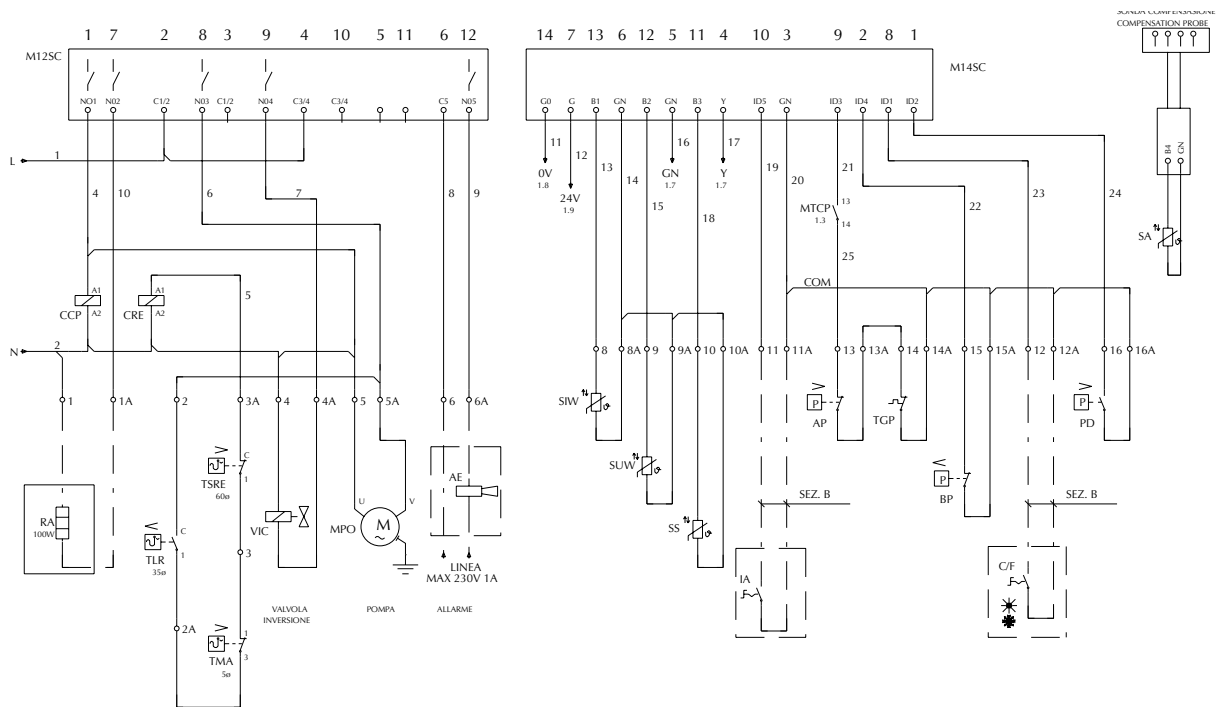 SONDA COMPENSASIONE
COMPENSATION PROBE
1 7 2 8 3 9 4 10 5 11 6 12
14 7 13 6 12 5 11 4 10 3 9 2 8 1
M12SC
M14SC
NO1 N02 C1/2 N03 C1/2 N04 C3/4 C3/4 C5 N05
G0 G B1 GN B2 GN B3 Y ID5 GN ID3 ID4 ID1 ID2
B4 GN
L 1
4 10 6 7 8 9
11 12 13 14 15 16 17 18 19 20 21 22 23 24
0V
1.8
24V
1.9
GN
1.7
Y
1.7
MTCP
1.3
13
14
25
COM
SA
CCP
A1
A2
CRE
A1
A2
5
N 2
1 1A 2 3A 4 4A 5 5A 6 6A
8 8A 9 9A 10 10A 11 11A 13 13A 14 14A 15 15A 12 12A 16 16A
SIW
AP
P
TGP
PD
P
TSRE
60ø
C
1
SUW
BP
P
AE
RA
100W
TLR
35ø
C
1
VIC
MPO
M
~
U
V
SS
SEZ. B
SEZ. B
3
LINEA
MAX 230V 1A
IA
C/F
VALVOLA
INVERSIONE
POMPA
ALLARME
2A
TMA
5ø
1
3